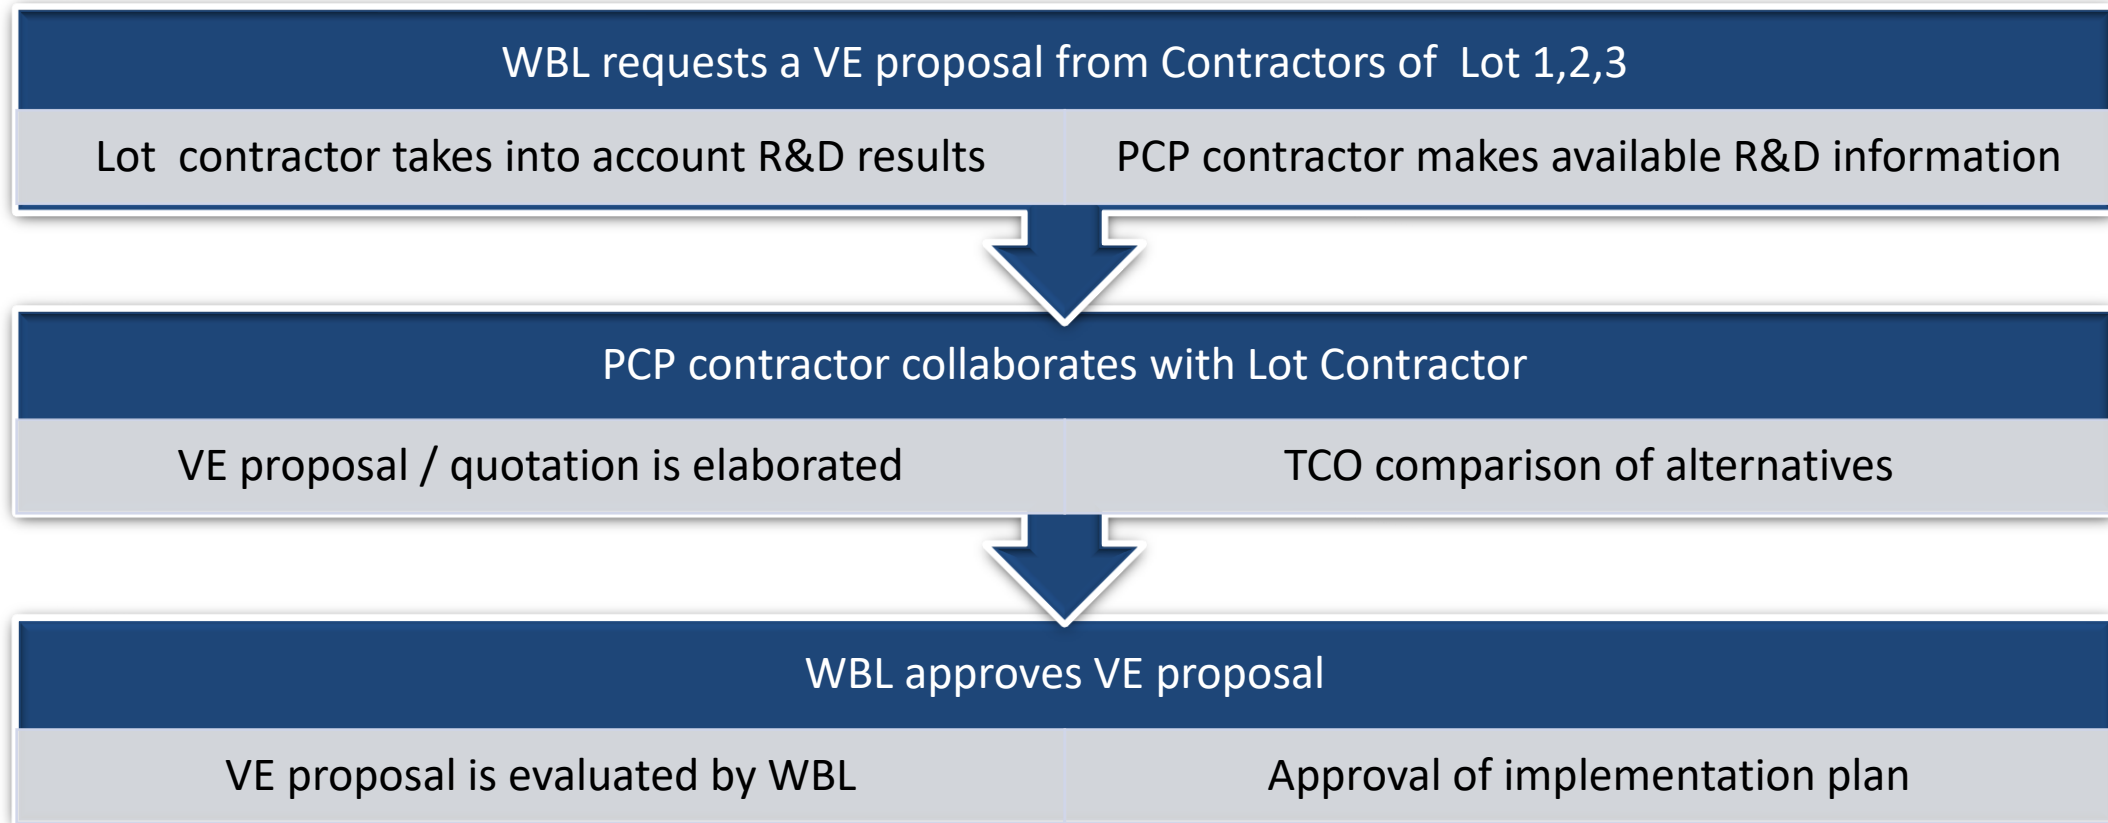 WBL requests a VE proposal from Contractors of Lot 1,2,3
Lot contractor takes into account R&D results
PCP contractor makes available R&D information
PCP contractor collaborates with Lot Contractor
VE proposal / quotation is elaborated
TCO comparison of alternatives
WBL approves VE proposal
VE proposal is evaluated by WBL
Approval of implementation plan